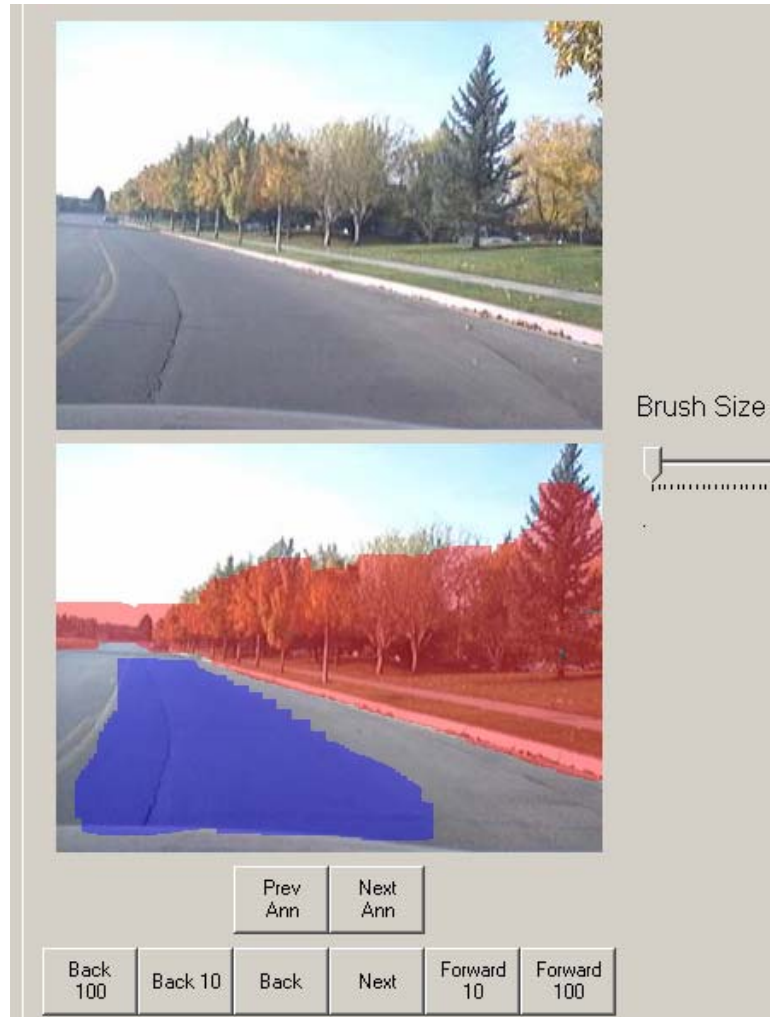 Brush Size
Prev
Ann
Next
Ann
Back
100
Back 10
Back
Next
Forward
10
Forward
100